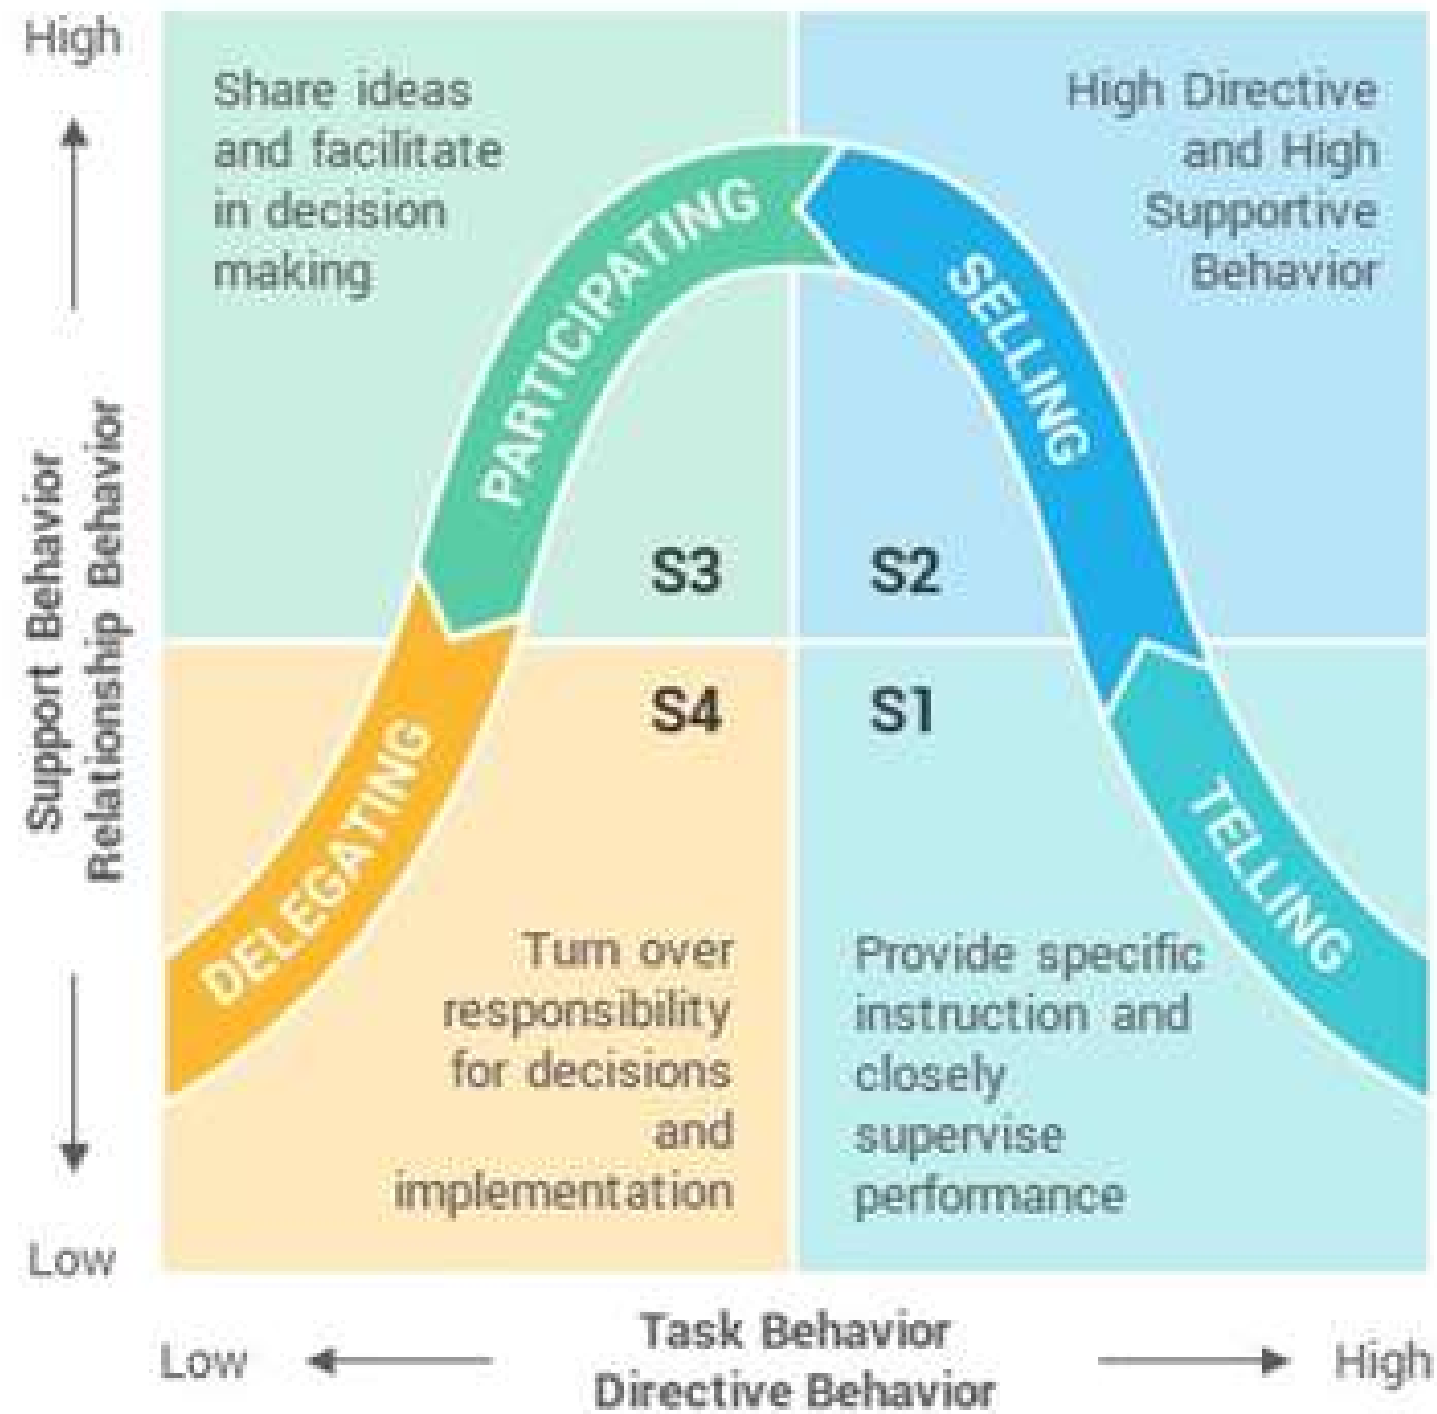 High
Share ideas
and facilitate
in decision
making
High Directive
and High
Supportive
Behavior
PARTICIPATING
SELLING
Support Behavior
Relationship Behavior
S3
S2
S4
S1
DELEGATING
TELLING
Turn over
responsibility
for decisions
and
implementation
Provide specific
instruction and
closely
supervise
performance
Low
Low
Task Behavior
Directive Behavior
High